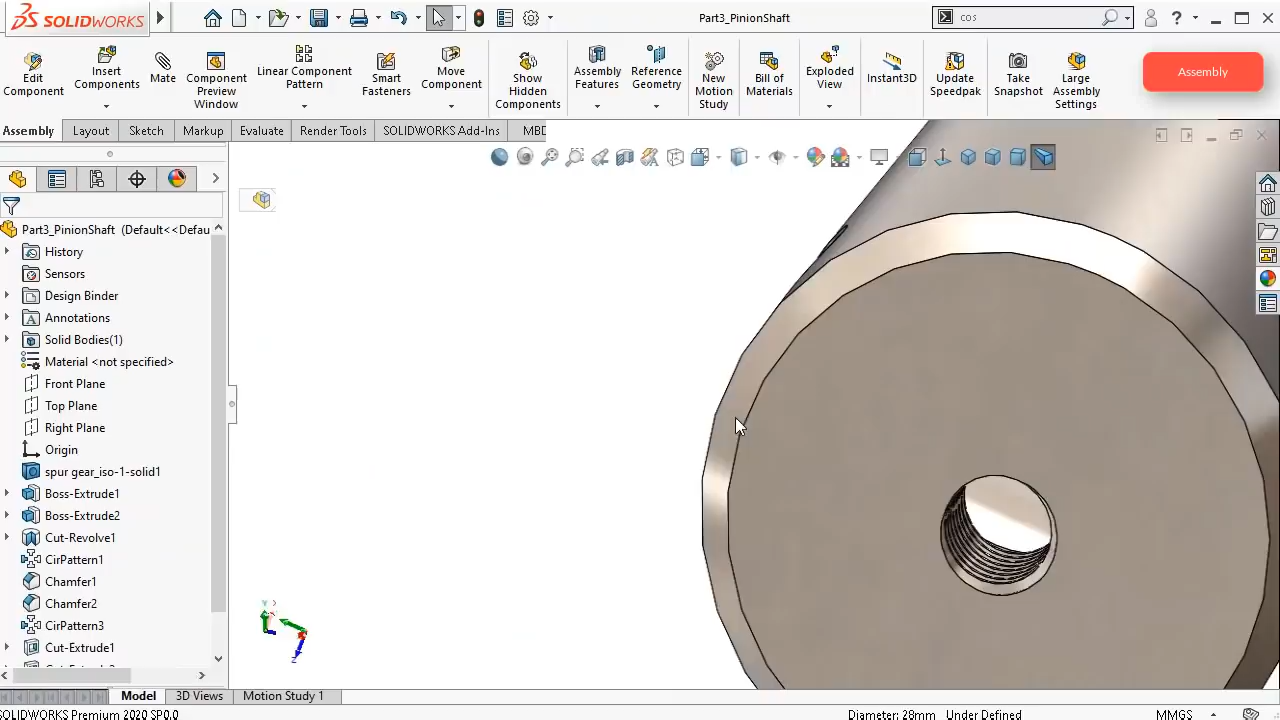 SOLIDWORKS
Part3_PinionShaft
cos
?
Edit
Component
Insert
Components
Mate
Component
Preview
Window
Linear Component
Pattern
Smart
Fasteners
Move
Component
Show
Hidden
Components
Assembly
Features
Reference
Geometry
New
Motion
Study
Bill of
Materials
Exploded
View
Instant3D
Update
Speedpak
Take
Snapshot
Large
Assembly
Settings
Assembly
Assembly
Layout
Sketch
Markup
Evaluate
Render Tools
SOLIDWORKS Add-Ins
MBD
Part3_PinionShaft (Default<<Defau
History
Sensors
Design Binder
Annotations
Solid Bodies(1)
Material <not specified>
Front Plane
Top Plane
Right Plane
Origin
spur gear_iso-1-solid1
Boss-Extrude1
Boss-Extrude2
Cut-Revolve1
CirPattern1
Chamfer1
Chamfer2
CirPattern3
Cut-Extrude1
Model
3D Views
Motion Study 1
SOLIDWORKS Premium 2020 SP0.0
Diameter: 28mm
Under Defined
MMGS